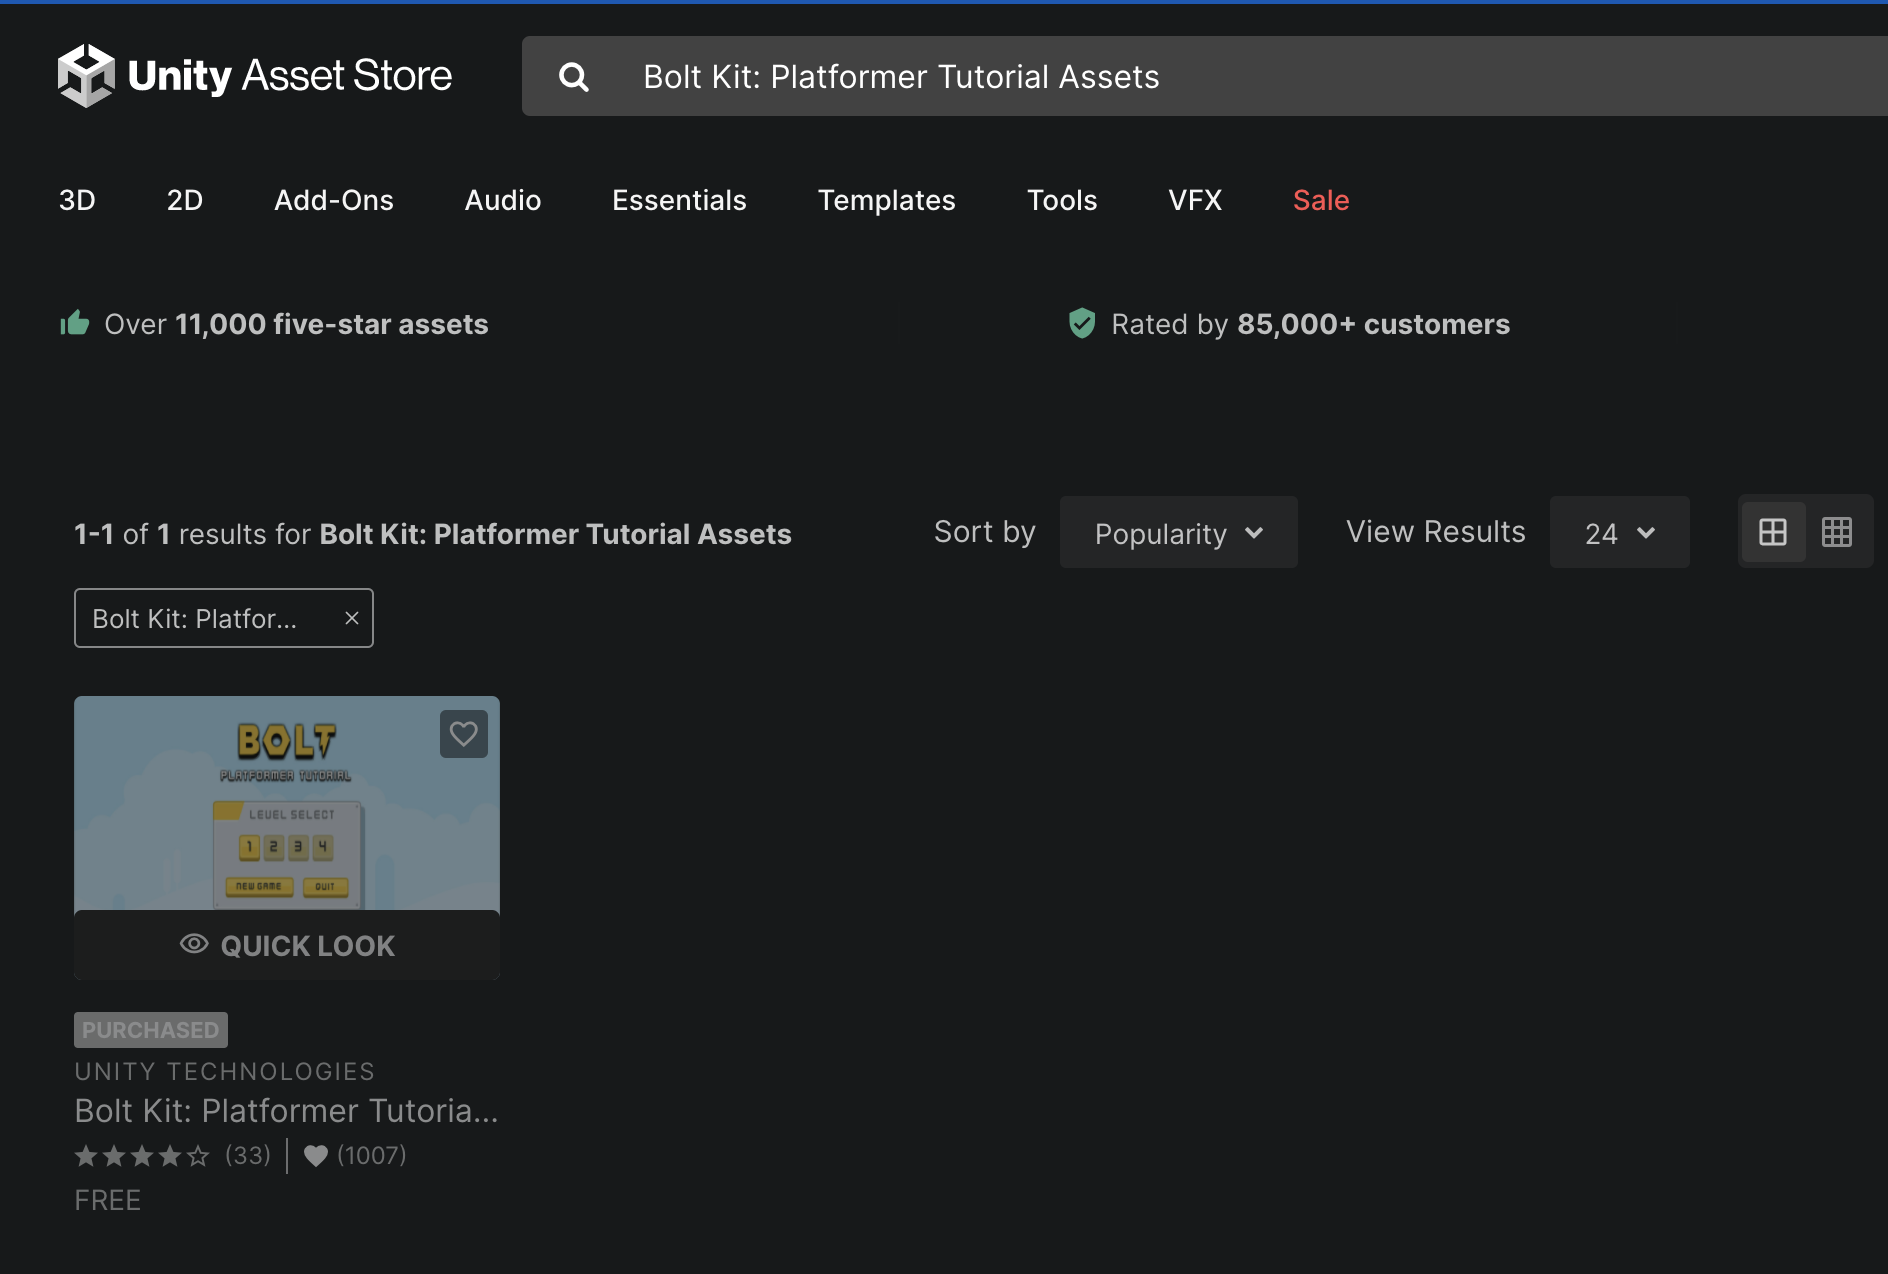 Unity Asset Store
Bolt Kit: Platformer Tutorial Assets
3D 2D Add-Ons Audio Essentials Templates Tools VFX Sale
Over 11,000 five-star assets
Rated by 85,000+ customers
1-1 of 1 results for Bolt Kit: Platformer Tutorial Assets
Sort by Popularity View Results 24
Bolt Kit: Platfor...
BOLT
PLATFORMER TUTORIAL
LEVEL SELECT
1 2 3 4
NEW GAME QUIT
QUICK LOOK
PURCHASED
UNITY TECHNOLOGIES
Bolt Kit: Platformer Tutoria...
(33) (1007)
FREE